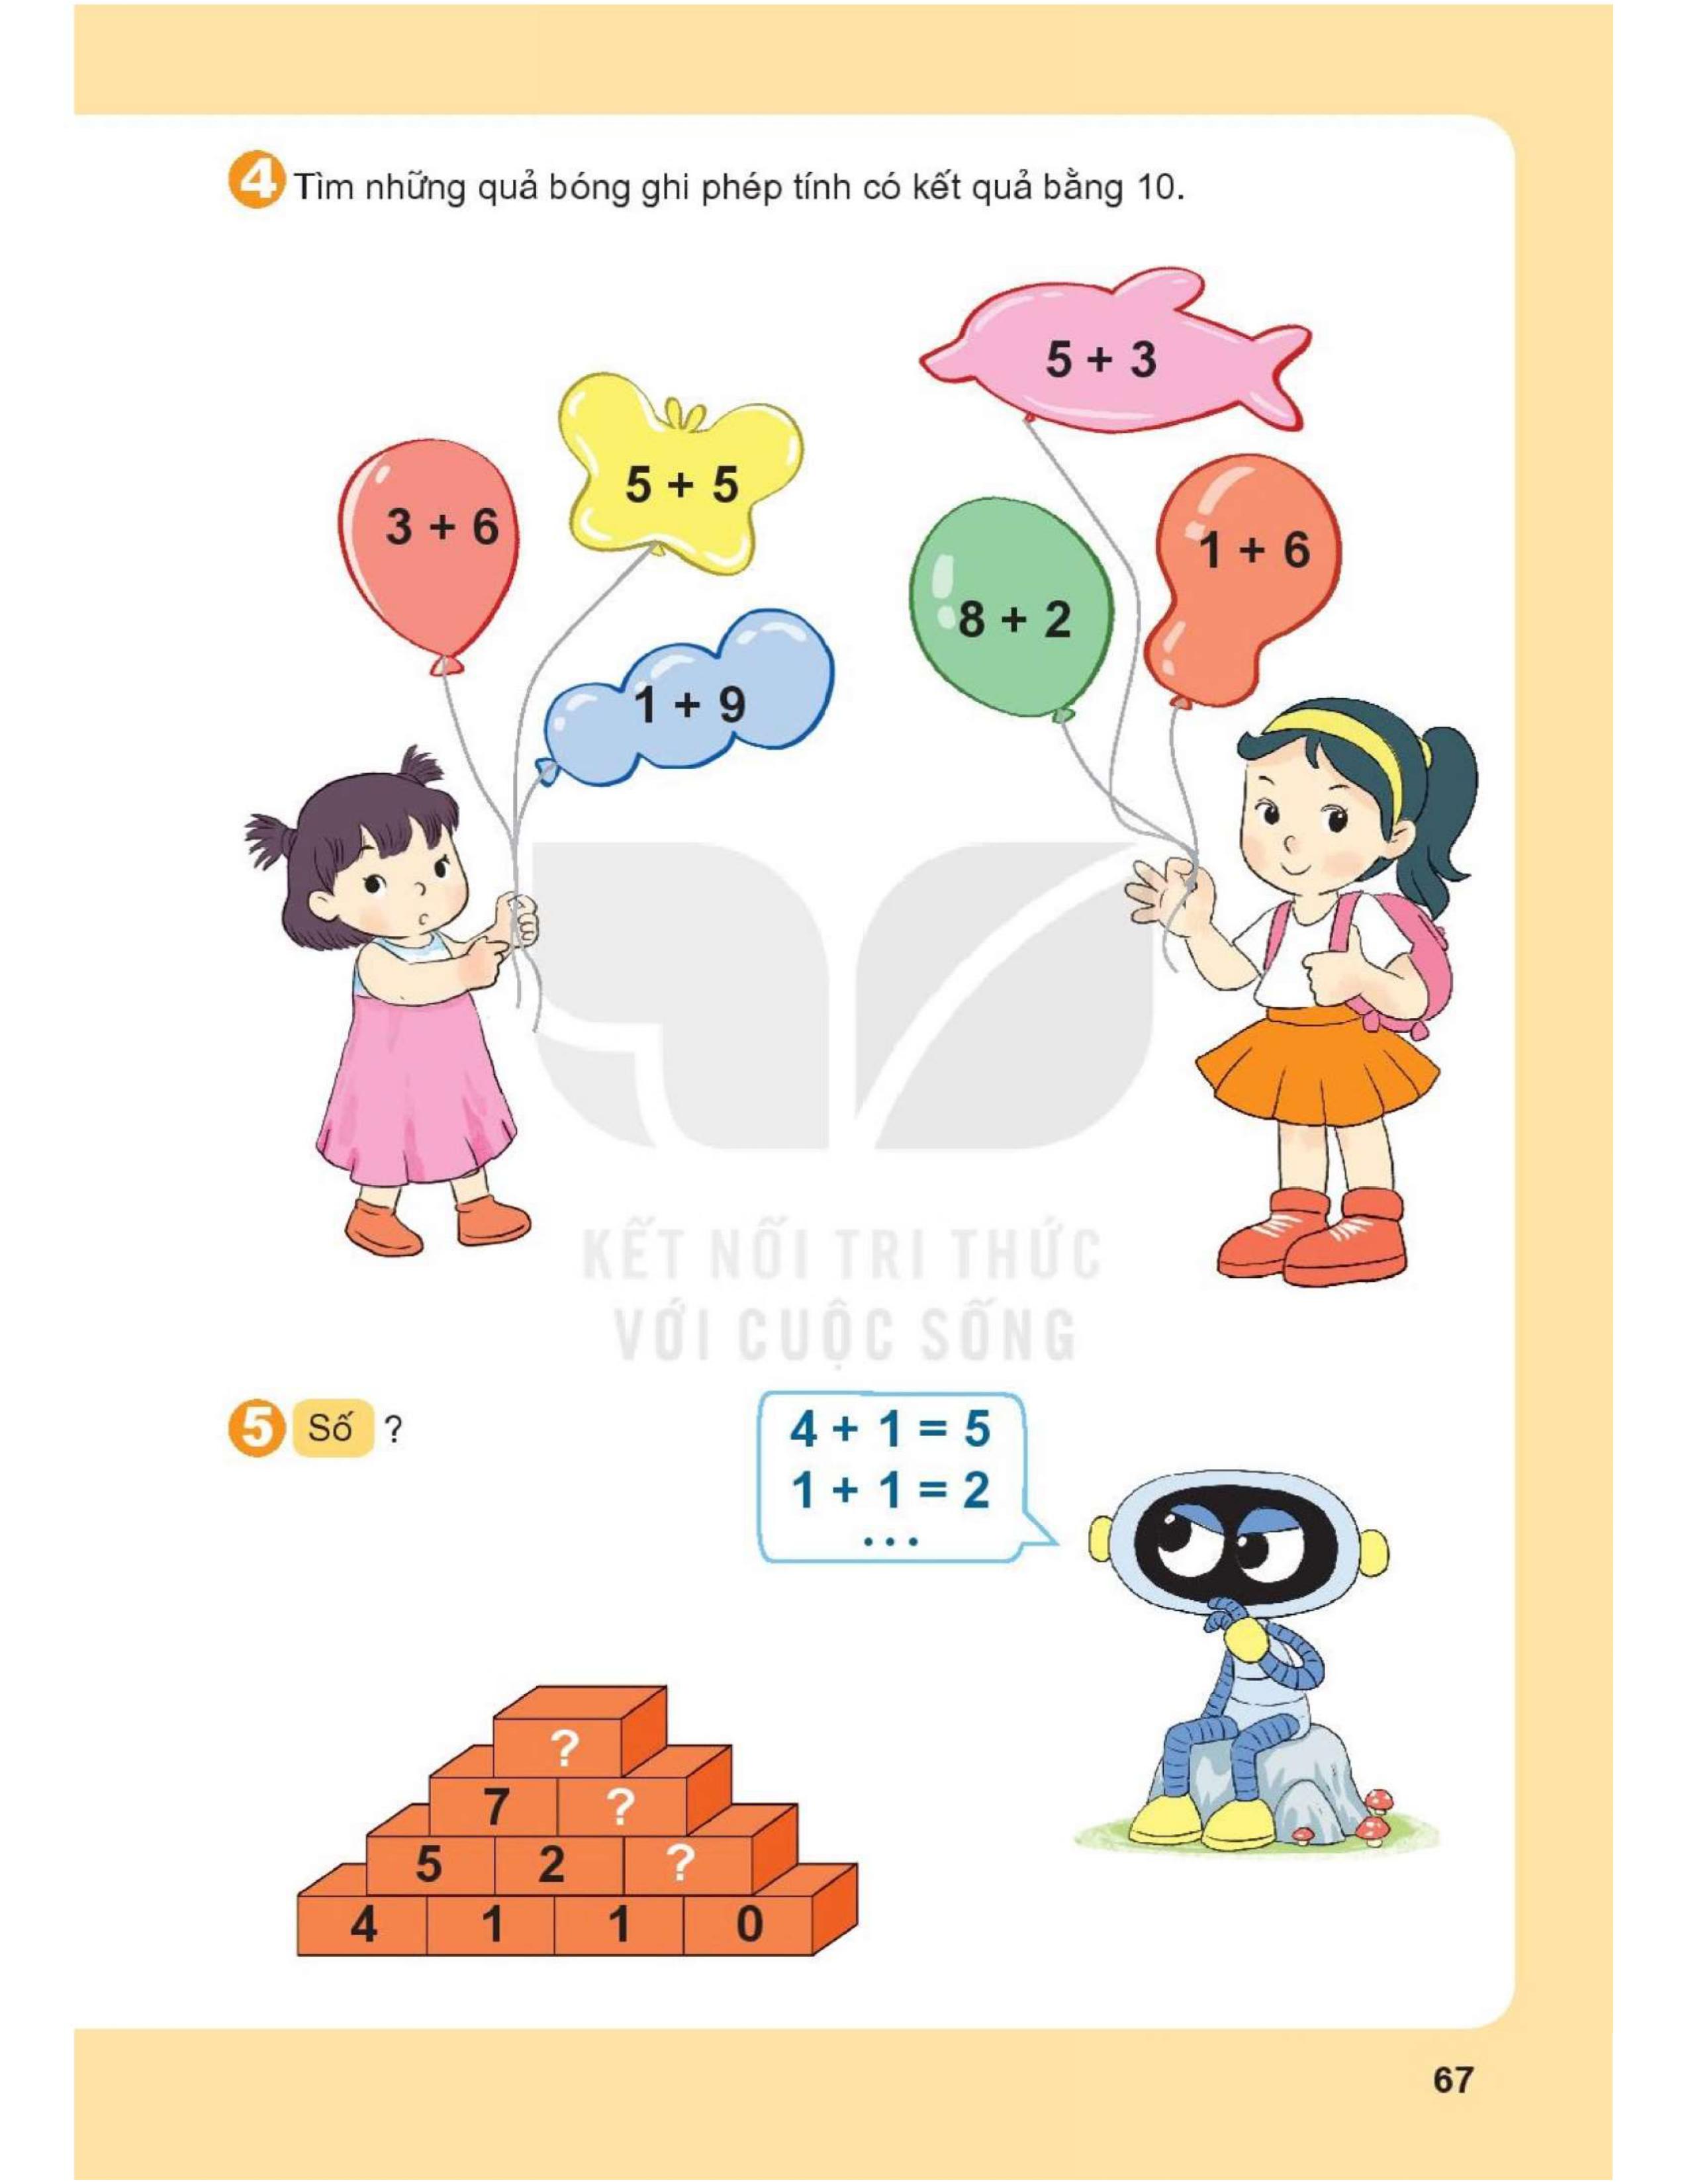 4 Tìm những quả bóng ghi phép tính có kết quả bằng 10.
5 + 3
5 + 5
3 + 6
1 + 6
8 + 2
1 + 9
KẾT NỐI TRI THỨC
VỚI CUỘC SỐNG
5 Số ?
4 + 1 = 5
1 + 1 = 2
...
?
7 ?
5 2 ?
4 1 1 0
67